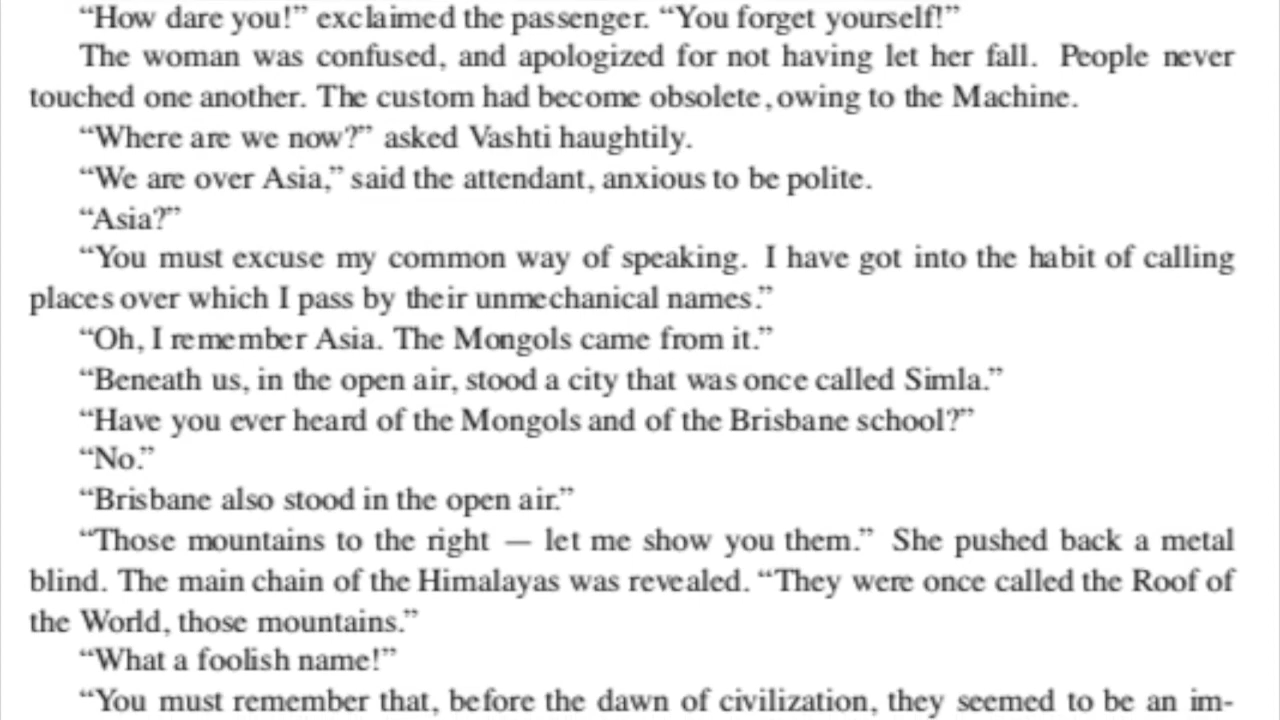 “How dare you!” exclaimed the passenger. “You forget yourself!”
The woman was confused, and apologized for not having let her fall. People never
touched one another. The custom had become obsolete, owing to the Machine.
“Where are we now?” asked Vashti haughtily.
“We are over Asia,” said the attendant, anxious to be polite.
“Asia?”
“You must excuse my common way of speaking. I have got into the habit of calling
places over which I pass by their unmechanical names.”
“Oh, I remember Asia. The Mongols came from it.”
“Beneath us, in the open air, stood a city that was once called Simla.”
“Have you ever heard of the Mongols and of the Brisbane school?”
“No.”
“Brisbane also stood in the open air.”
“Those mountains to the right — let me show you them.” She pushed back a metal
blind. The main chain of the Himalayas was revealed. “They were once called the Roof of
the World, those mountains.”
“What a foolish name!”
“You must remember that, before the dawn of civilization, they seemed to be an im-